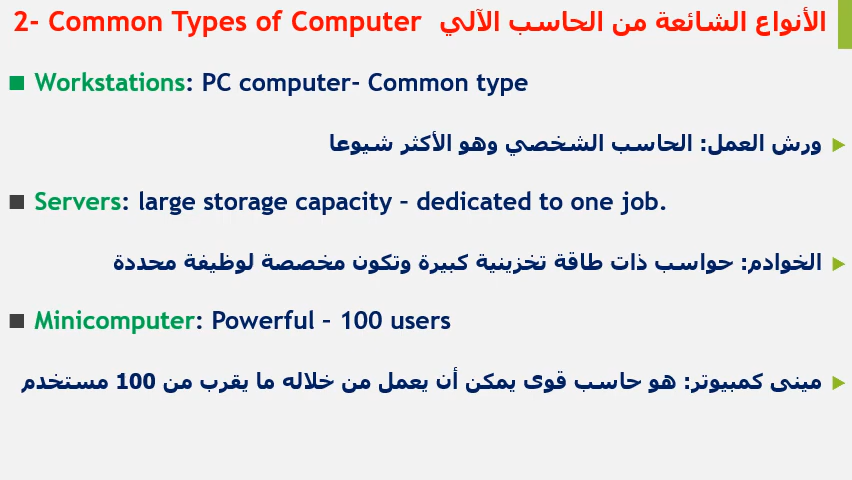 2- Common Types of Computer الأنواع الشائعة من الحاسب الآلي
Workstations: PC computer- Common type
ورش العمل: الحاسب الشخصي وهو الأكثر شيوعا
Servers: large storage capacity – dedicated to one job.
الخوادم: حواسب ذات طاقة تخزينية كبيرة وتكون مخصصة لوظيفة محددة
Minicomputer: Powerful – 100 users
مينى كمبيوتر: هو حاسب قوى يمكن أن يعمل من خلاله ما يقرب من 100 مستخدم